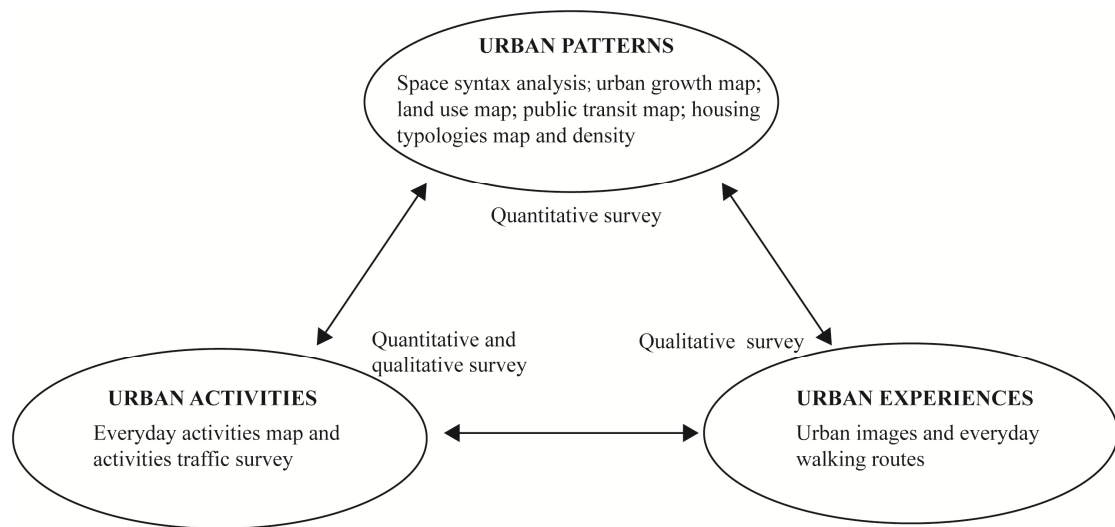 URBAN PATTERNS
Space syntax analysis; urban growth map;
land use map; public transit map; housing
typologies map and density
Quantitative survey
Quantitative and
qualitative survey
Qualitative survey
URBAN ACTIVITIES
Everyday activities map and
activities traffic survey
URBAN EXPERIENCES
Urban images and everyday
walking routes